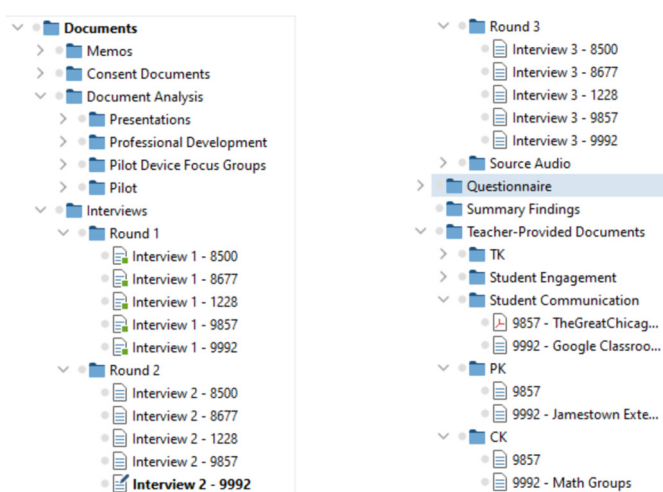 Documents
Memos
Consent Documents
Document Analysis
Presentations
Professional Development
Pilot Device Focus Groups
Pilot
Interviews
Round 1
Interview 1 - 8500
Interview 1 - 8677
Interview 1 - 1228
Interview 1 - 9857
Interview 1 - 9992
Round 2
Interview 2 - 8500
Interview 2 - 8677
Interview 2 - 1228
Interview 2 - 9857
Interview 2 - 9992
Round 3
Interview 3 - 8500
Interview 3 - 8677
Interview 3 - 1228
Interview 3 - 9857
Interview 3 - 9992
Source Audio
Questionnaire
Summary Findings
Teacher-Provided Documents
TK
Student Engagement
Student Communication
9857 - TheGreatChicag...
9992 - Google Classroo...
PK
9857
9992 - Jamestown Exte...
CK
9857
9992 - Math Groups